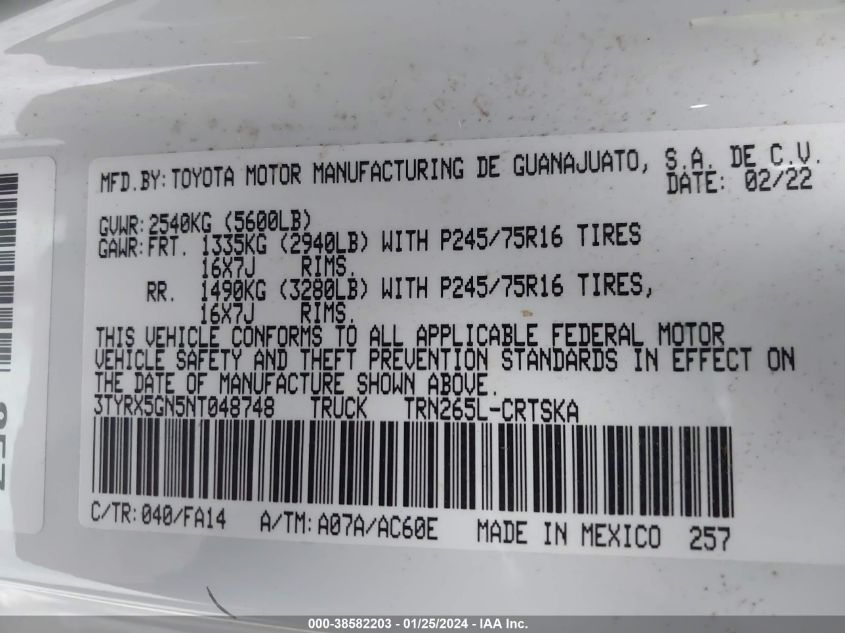 MFD.BY: TOYOTA MOTOR MANUFACTURING DE GUANAJUATO, S.A. DE C.V.
DATE: 02/22
GVWR: 2540KG (5600LB)
GAWR: FRT. 1335KG (2940LB) WITH P245/75R16 TIRES
16X7J RIMS.
RR. 1490KG (3280LB) WITH P245/75R16 TIRES,
16X7J RIMS.
THIS VEHICLE CONFORMS TO ALL APPLICABLE FEDERAL MOTOR
VEHICLE SAFETY AND THEFT PREVENTION STANDARDS IN EFFECT ON
THE DATE OF MANUFACTURE SHOWN ABOVE.
3TYRX5GN5NT048748 TRUCK TRN265L-CRTSKA
C/TR: 040/FA14 A/TM: A07A/AC60E MADE IN MEXICO 257
000-38582203 - 01/25/2024 - IAA Inc.